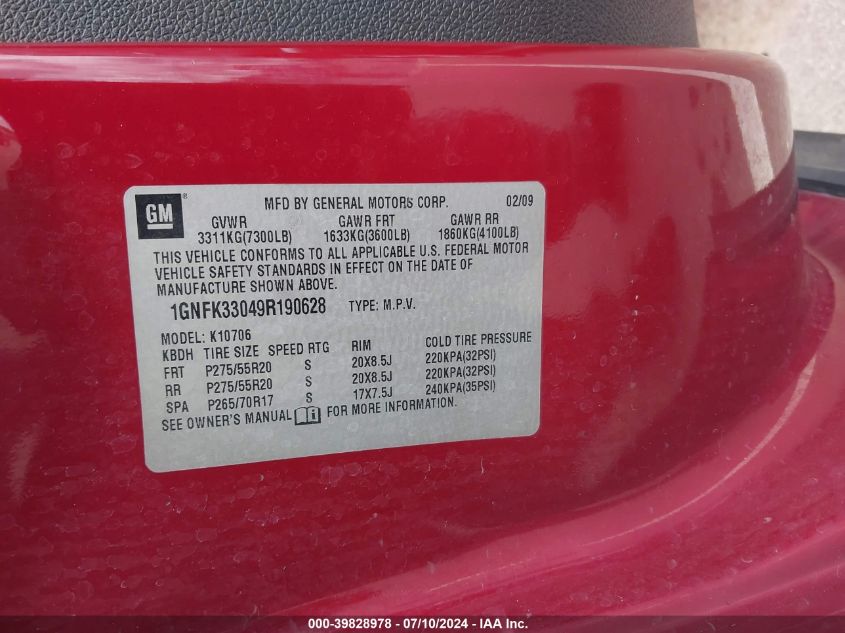 GM ®
MFD BY GENERAL MOTORS CORP. 02/09
GVWR GAWR FRT GAWR RR
3311KG(7300LB) 1633KG(3600LB) 1860KG(4100LB)
THIS VEHICLE CONFORMS TO ALL APPLICABLE U.S. FEDERAL MOTOR
VEHICLE SAFETY STANDARDS IN EFFECT ON THE DATE OF
MANUFACTURE SHOWN ABOVE.
1GNFK33049R190628 TYPE: M.P.V.
MODEL: K10706
KBDH TIRE SIZE SPEED RTG RIM COLD TIRE PRESSURE
FRT P275/55R20 S 20X8.5J 220KPA(32PSI)
RR P275/55R20 S 20X8.5J 220KPA(32PSI)
SPA P265/70R17 S 17X7.5J 240KPA(35PSI)
SEE OWNER'S MANUAL FOR MORE INFORMATION.
000-39828978 / 07/10/2024 - IA Auctions, Inc.